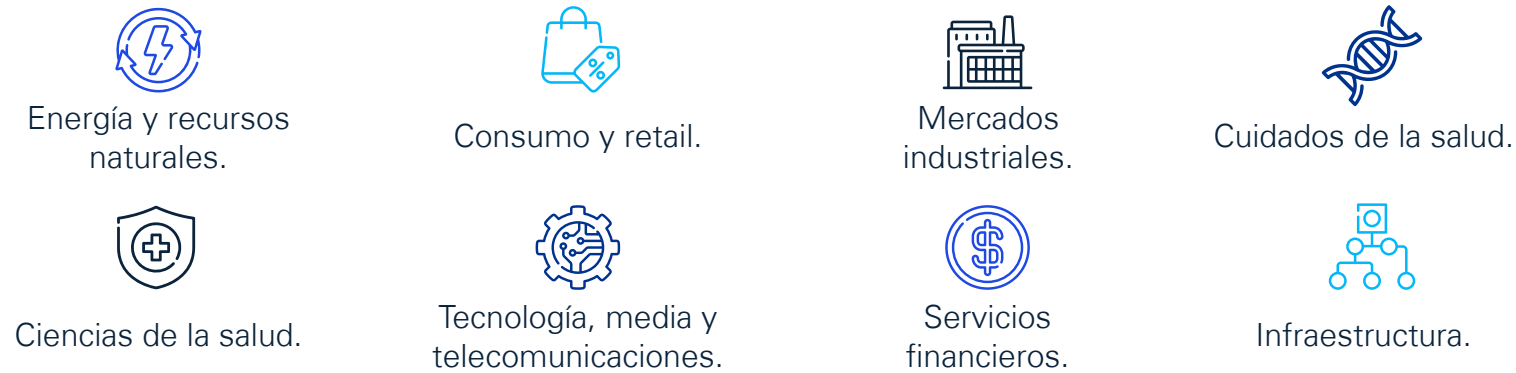 Energía y recursos
naturales.
Consumo y retail.
Mercados
industriales.
Cuidados de la salud.
Ciencias de la salud.
Tecnología, media y
telecomunicaciones.
Servicios
financieros.
Infraestructura.